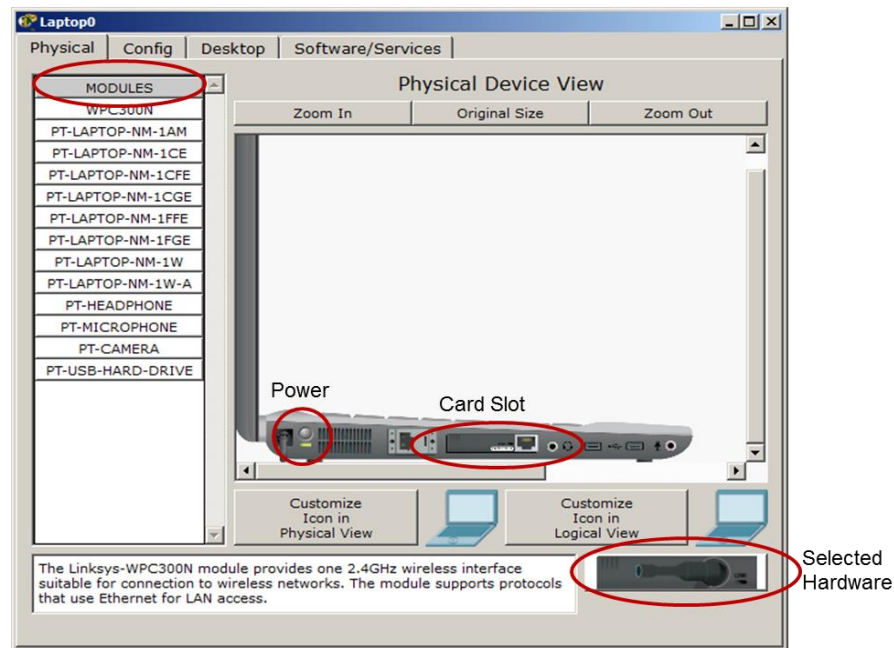 Laptop0
Physical Config Desktop Software/Services
MODULES
WPC300N
PT-LAPTOP-NM-1AM
PT-LAPTOP-NM-1CE
PT-LAPTOP-NM-1CFE
PT-LAPTOP-NM-1CGE
PT-LAPTOP-NM-1FFE
PT-LAPTOP-NM-1FGE
PT-LAPTOP-NM-1W
PT-LAPTOP-NM-1W-A
PT-HEADPHONE
PT-MICROPHONE
PT-CAMERA
PT-USB-HARD-DRIVE
Physical Device View
Zoom In Original Size Zoom Out
Power
Card Slot
Customize
Icon in
Physical View
Customize
Icon in
Logical View
The Linksys-WPC300N module provides one 2.4GHz wireless interface
suitable for connection to wireless networks. The module supports protocols
that use Ethernet for LAN access.
Selected
Hardware